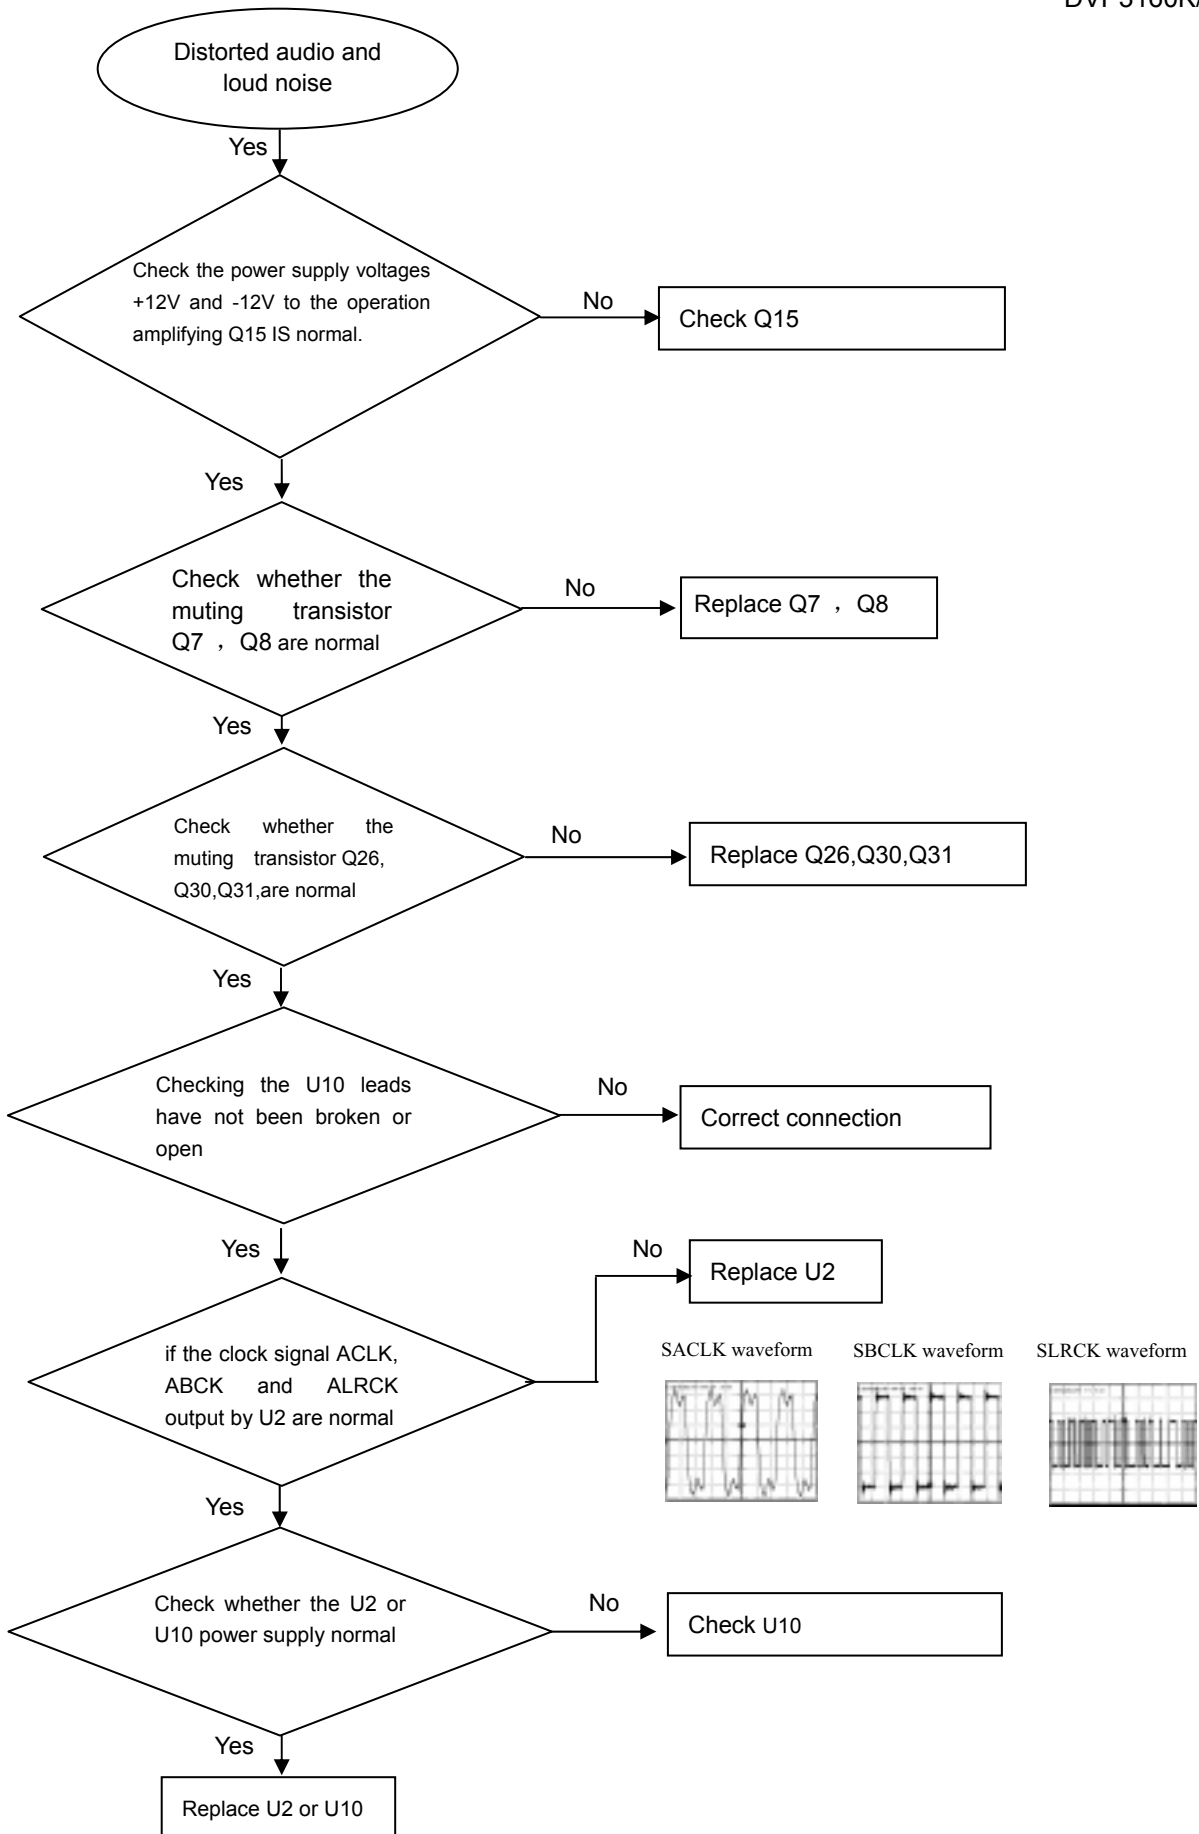 Distorted audio and
loud noise
Yes
Check the power supply voltages
+12V and -12V to the operation
amplifying Q15 IS normal.
No
Check Q15
Yes
Check whether the
muting transistor
Q7 ， Q8 are normal
No
Replace Q7 ， Q8
Yes
Check whether the
muting transistor Q26,
Q30,Q31,are normal
No
Replace Q26,Q30,Q31
Yes
Checking the U10 leads
have not been broken or
open
No
Correct connection
Yes
No
Replace U2
if the clock signal ACLK,
ABCK and ALRCK
output by U2 are normal
SACLK waveform SBCLK waveform SLRCK waveform
Yes
Check whether the U2 or
U10 power supply normal
No
Check U10
Yes
Replace U2 or U10